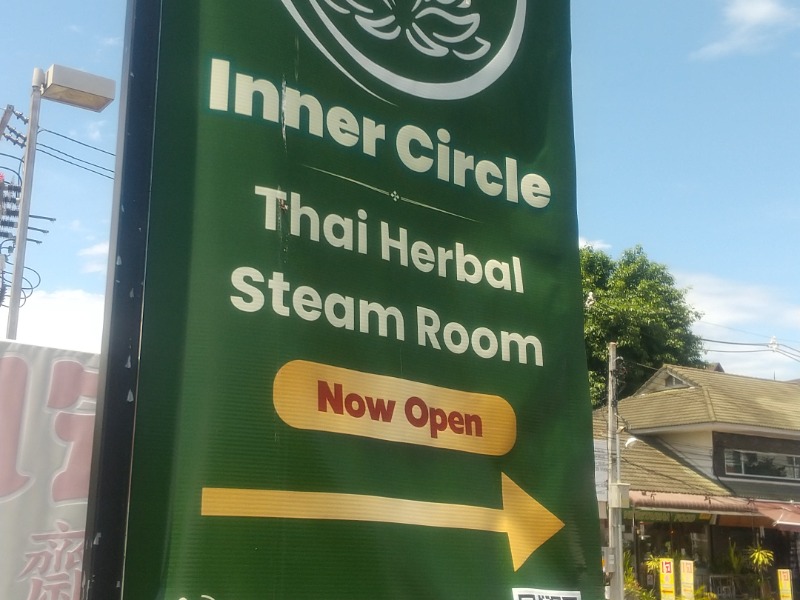 Inner Circle
Thai Herbal
Steam Room
Now Open